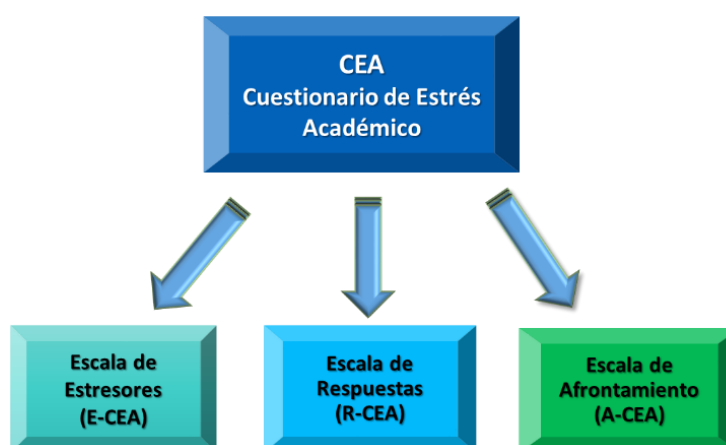 CEA
Cuestionario de Estrés
Académico
Escala de
Estresores
(E-CEA)
Escala de
Respuestas
(R-CEA)
Escala de
Afrontamiento
(A-CEA)